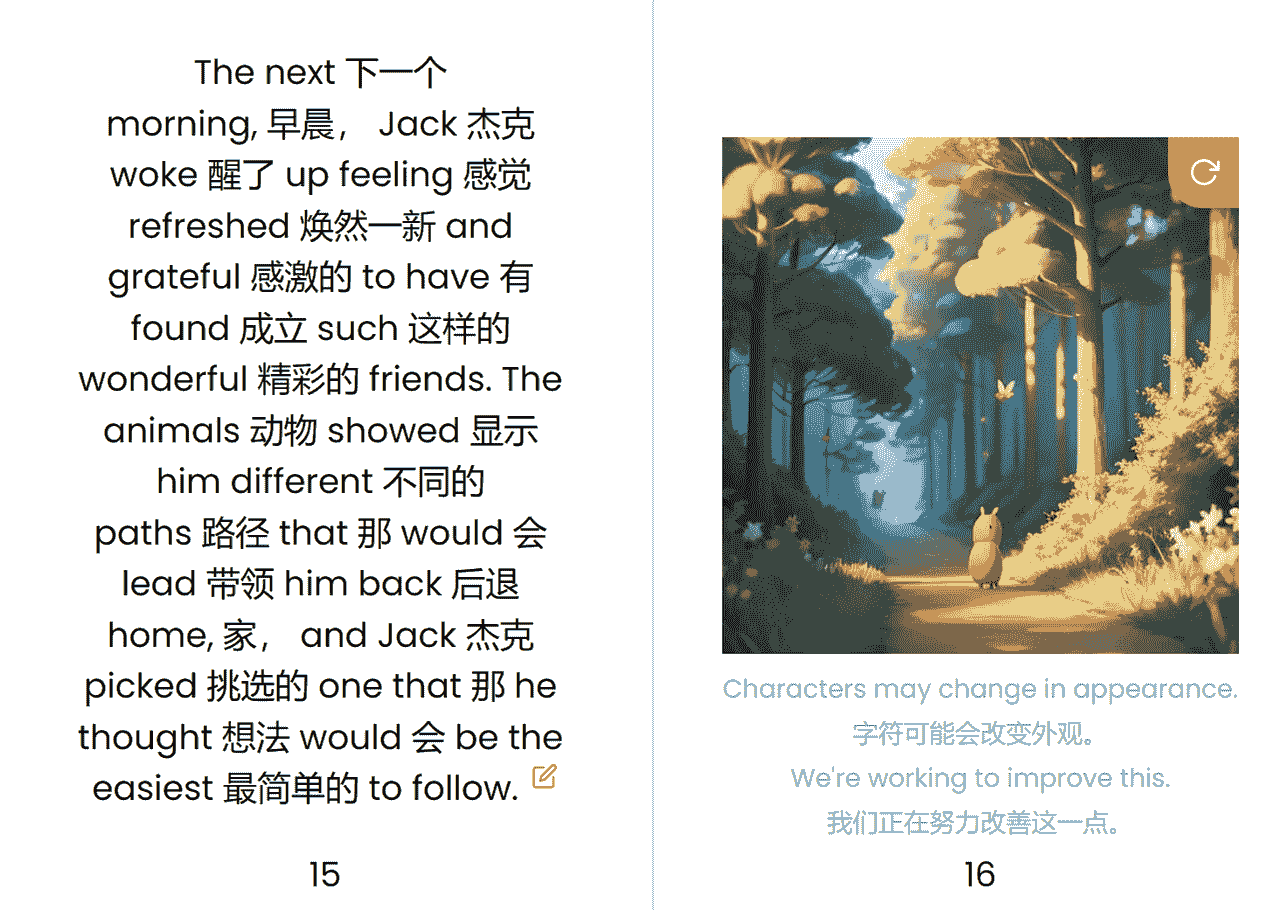 The next 下一个
morning, 早晨， Jack 杰克
woke 醒了 up feeling 感觉
refreshed 焕然一新 and
grateful 感激的 to have 有
found 成立 such 这样的
wonderful 精彩的 friends. The
animals 动物 showed 显示
him different 不同的
paths 路径 that 那 would 会
lead 带领 him back 后退
home, 家， and Jack 杰克
picked 挑选的 one that 那 he
thought 想法 would 会 be the
easiest 最简单的 to follow.
15
Characters may change in appearance.
字符可能会改变外观。
We're working to improve this.
我们正在努力改善这一点。
16